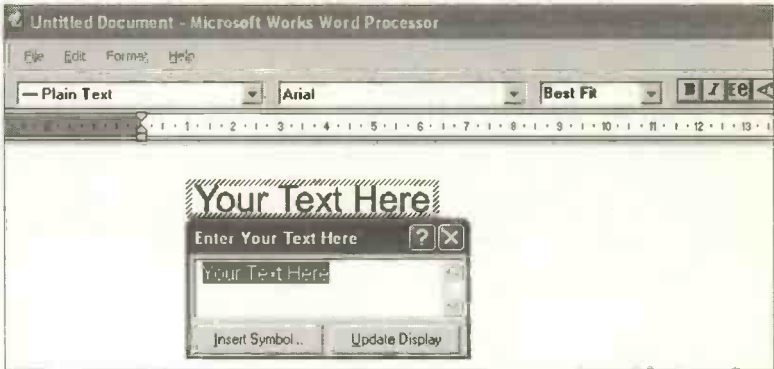 Untitled Document - Microsoft Works Word Processor
File Edit Format Help
Plain Text Arial Best Fit B I Ee
1 2 3 4 5 6 7 8 9 10 11 12 13
Your Text Here
Enter Your Text Here ?
Your Text Here
Insert Symbol... Update Display